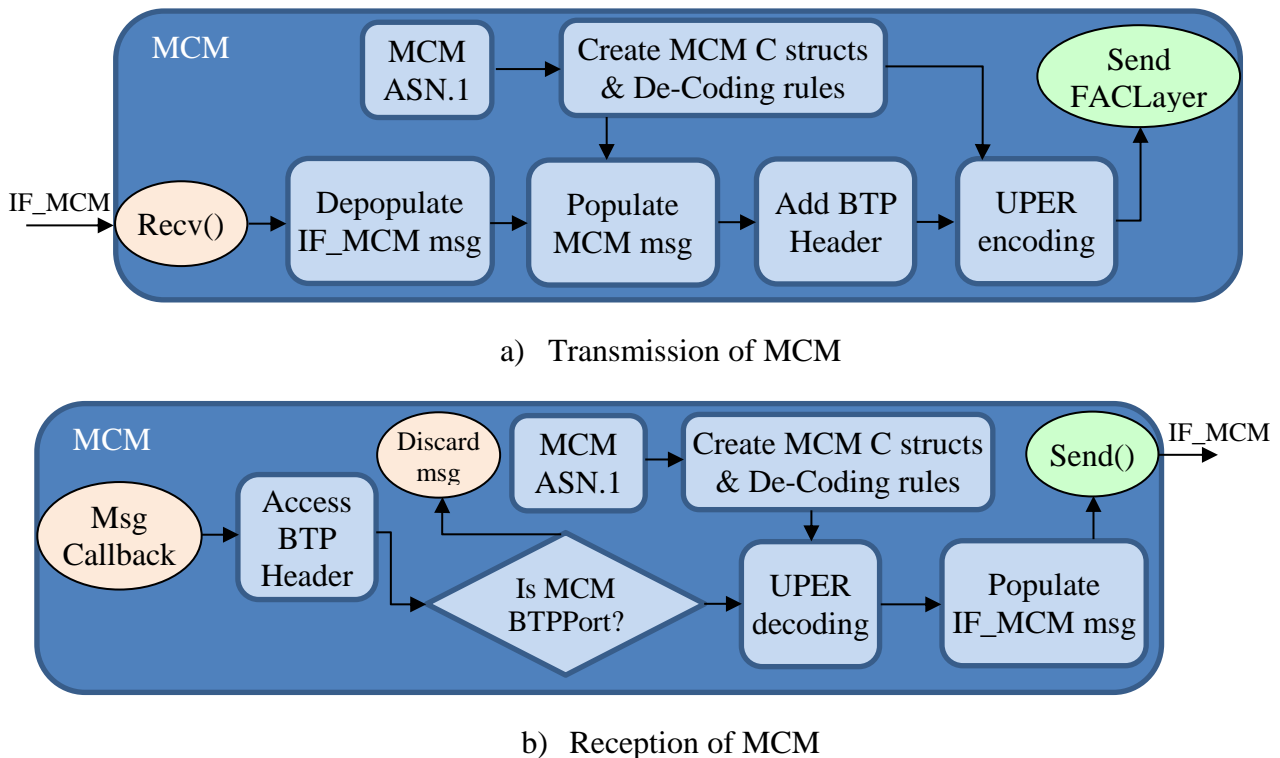 MCM
MCM
ASN.1
Create MCM C structs
& De-Coding rules
Send
FACLayer
IF_MCM
Recv()
Depopulate
IF_MCM msg
Populate
MCM msg
Add BTP
Header
UPER
encoding
a) Transmission of MCM
MCM
Discard
msg
MCM
ASN.1
Create MCM C structs
& De-Coding rules
Send()
IF_MCM
Msg
Callback
Access
BTP
Header
Is MCM
BTPPort?
UPER
decoding
Populate
IF_MCM msg
b) Reception of MCM